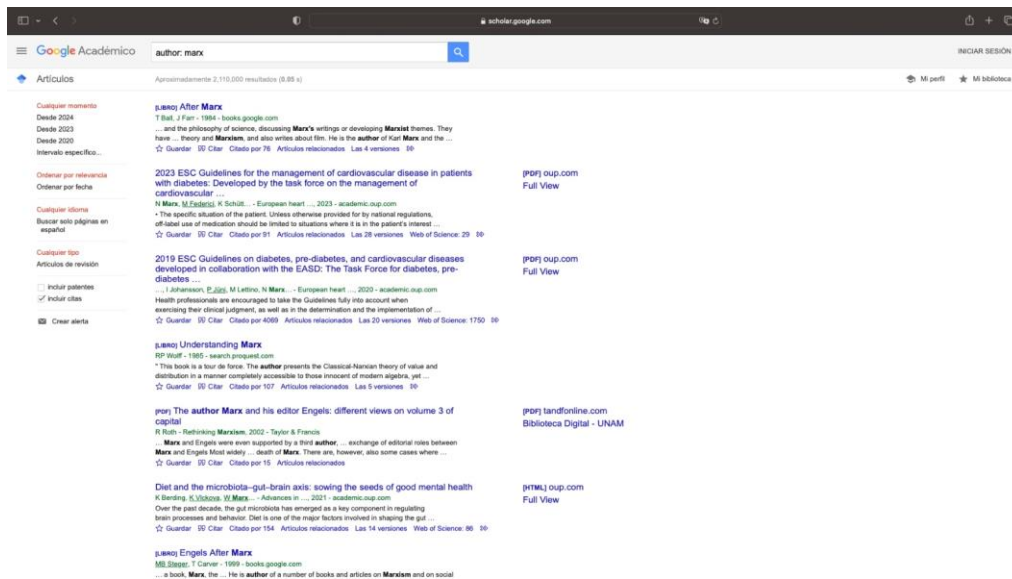 scholar.google.com
Google Académico
author: marx
INICIAR SESIÓN
Artículos
Aproximadamente 2,110,000 resultados (0.05 s)
Mi perfil
Mi biblioteca
Cualquier momento
Desde 2024
Desde 2023
Desde 2020
Intervalo específico...
Ordenar por relevancia
Ordenar por fecha
Cualquier idioma
Buscar solo páginas en
español
Cualquier tipo
Artículos de revisión
incluir patentes
incluir citas
Crear alerta
[LIBRO] After Marx
T Ball, J Farr - 1984 - books.google.com
... and the philosophy of science, discussing Marx's writings or developing Marxist themes. They
have ... theory and Marxism, and also writes about film. He is the author of Karl Marx and the ...
Guardar Citar Citado por 76 Artículos relacionados Las 4 versiones
2023 ESC Guidelines for the management of cardiovascular disease in patients
with diabetes: Developed by the task force on the management of
cardiovascular ...
N Marx, M Federici, K Schütt... - European heart ..., 2023 - academic.oup.com
• The specific situation of the patient. Unless otherwise provided for by national regulations,
off-label use of medication should be limited to situations where it is in the patient's interest ...
Guardar Citar Citado por 91 Artículos relacionados Las 28 versiones Web of Science: 29
[PDF] oup.com
Full View
2019 ESC Guidelines on diabetes, pre-diabetes, and cardiovascular diseases
developed in collaboration with the EASD: The Task Force for diabetes, pre-
diabetes ...
..., I Johansson, P Jüni, M Lettino, N Marx... - European heart ..., 2020 - academic.oup.com
Health professionals are encouraged to take the Guidelines fully into account when
exercising their clinical judgment, as well as in the determination and the implementation of ...
Guardar Citar Citado por 4069 Artículos relacionados Las 20 versiones Web of Science: 1750
[PDF] oup.com
Full View
[LIBRO] Understanding Marx
RP Wolff - 1985 - search.proquest.com
" This book is a tour de force. The author presents the Classical-Narxian theory of value and
distribution in a manner completely accessible to those innocent of modern algebra, yet ...
Guardar Citar Citado por 107 Artículos relacionados Las 5 versiones
[PDF] The author Marx and his editor Engels: different views on volume 3 of
capital
R Roth - Rethinking Marxism, 2002 - Taylor & Francis
... Marx and Engels were even supported by a third author, ... exchange of editorial roles between
Marx and Engels Most widely ... death of Marx. There are, however, also some cases where ...
Guardar Citar Citado por 15 Artículos relacionados
[PDF] tandfonline.com
Biblioteca Digital - UNAM
Diet and the microbiota–gut–brain axis: sowing the seeds of good mental health
K Berding, K Vlckova, W Marx... - Advances in ..., 2021 - academic.oup.com
Over the past decade, the gut microbiota has emerged as a key component in regulating
brain processes and behavior. Diet is one of the major factors involved in shaping the gut ...
Guardar Citar Citado por 154 Artículos relacionados Las 14 versiones Web of Science: 86
[HTML] oup.com
Full View
[LIBRO] Engels After Marx
MB Steger, T Carver - 1999 - books.google.com
... a book, Marx, the ... He is author of a number of books and articles on Marxism and on social